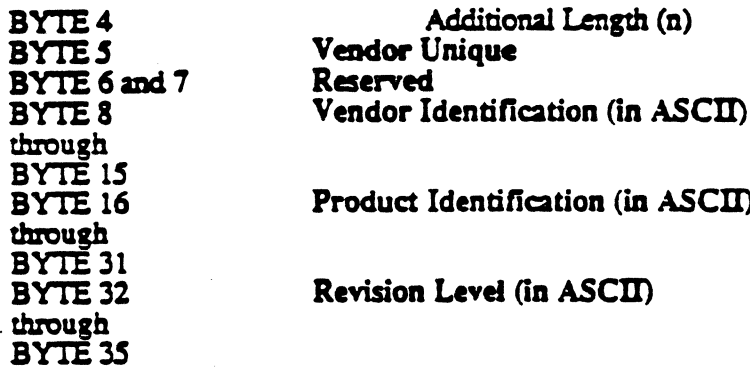 BYTE 4 Additional Length (n)
BYTE 5 Vendor Unique
BYTE 6 and 7 Reserved
BYTE 8 Vendor Identification (in ASCII)
through
BYTE 15
BYTE 16 Product Identification (in ASCII)
through
BYTE 31
BYTE 32 Revision Level (in ASCII)
through
BYTE 35